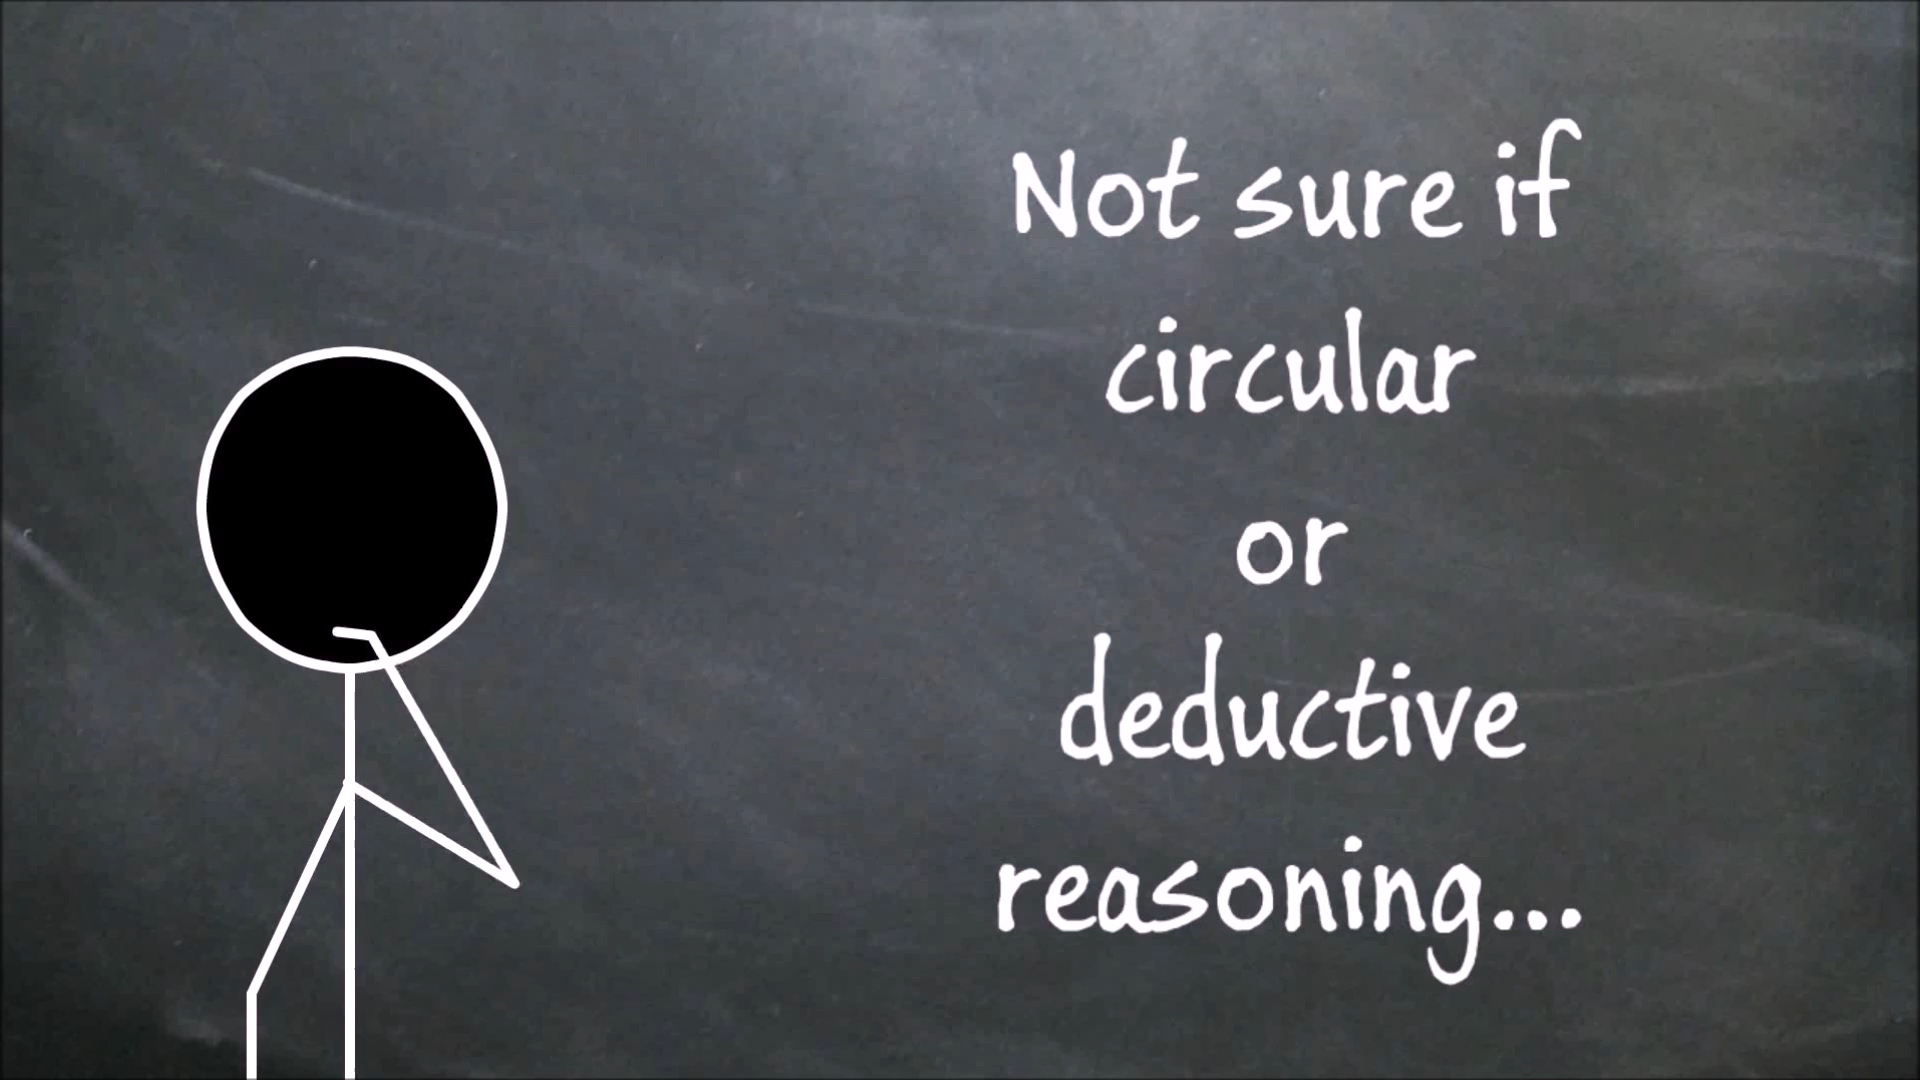 Not sure if
circular
or
deductive
reasoning...